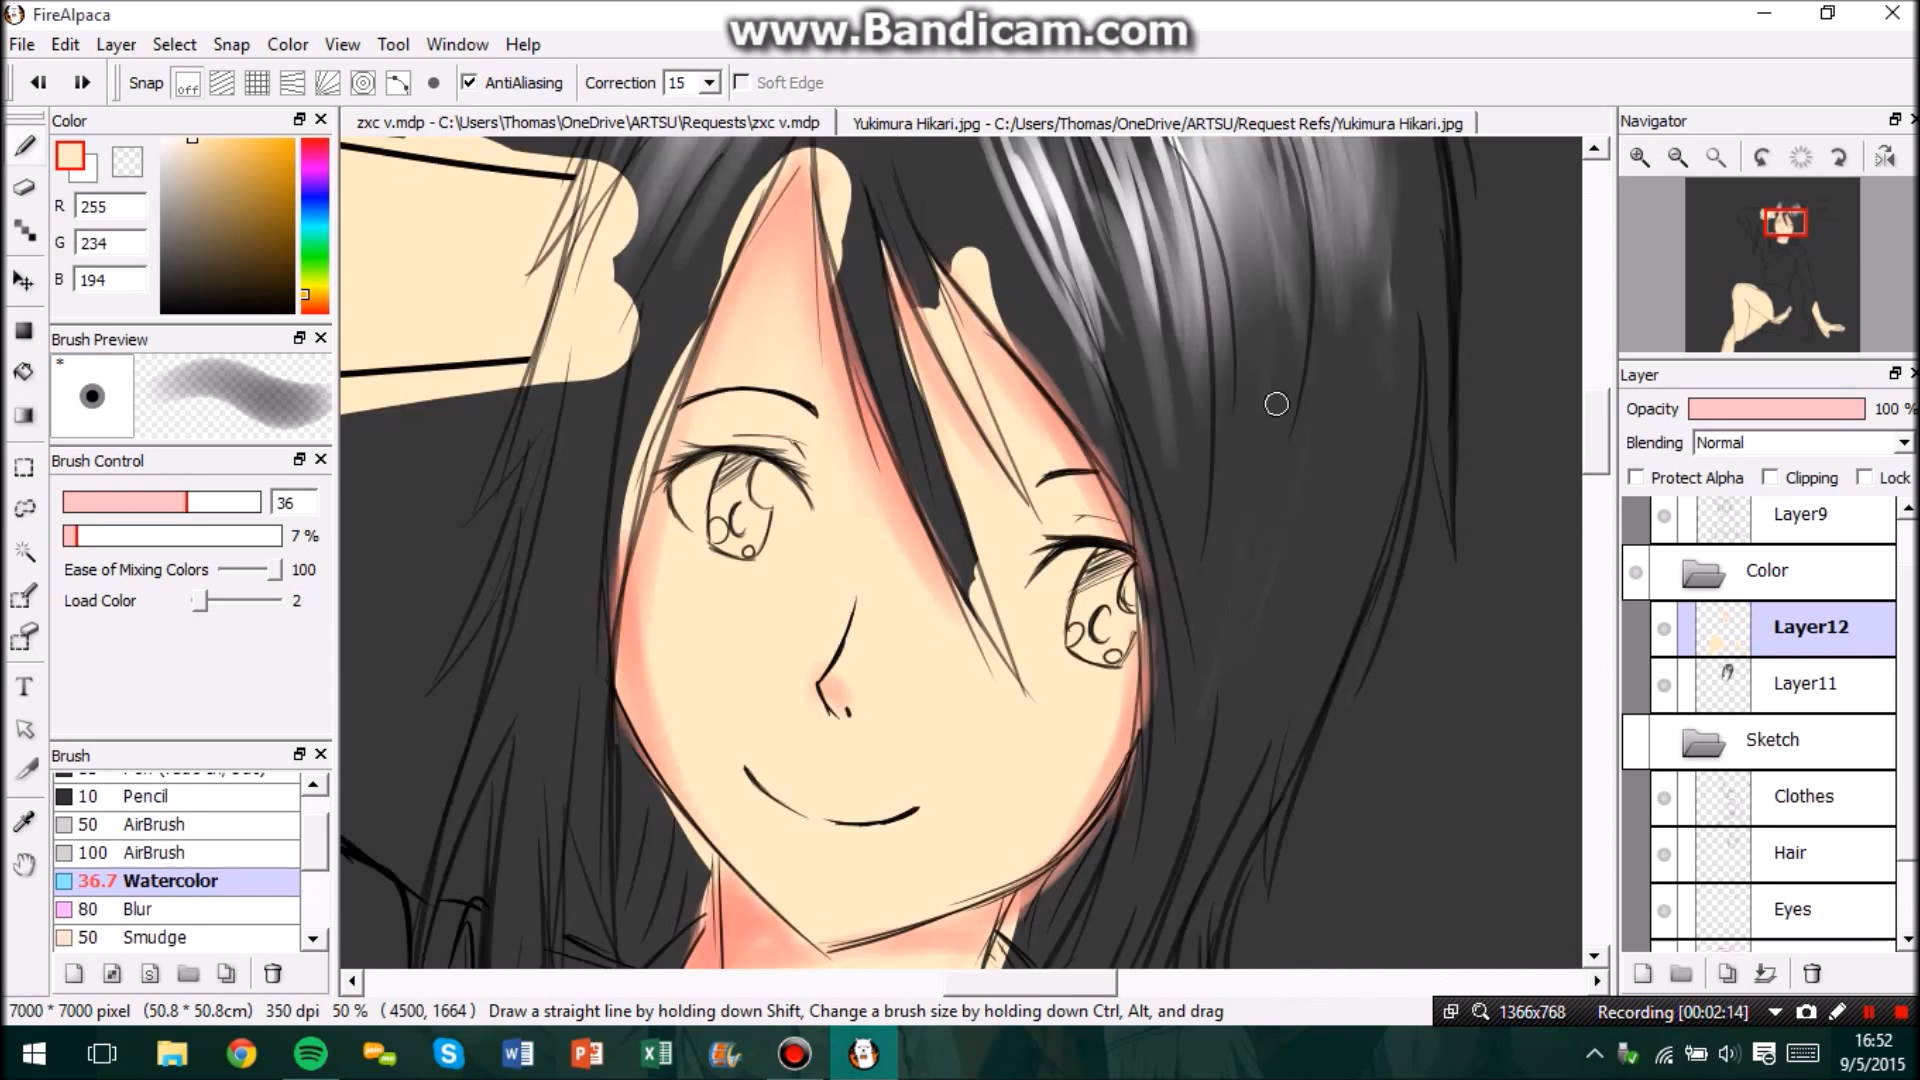 FireAlpaca
www.Bandicam.com
File Edit Layer Select Snap Color View Tool Window Help
Snap off AntiAliasing Correction 15 Soft Edge
Color
zxc v.mdp - C:\Users\Thomas\OneDrive\ARTSU\Requests\zxc v.mdp
Yukimura Hikari.jpg - C:/Users/Thomas/OneDrive/ARTSU/Request Refs/Yukimura Hikari.jpg
Navigator
R 255
G 234
B 194
Brush Preview
*
Brush Control
36
7 %
Ease of Mixing Colors 100
Load Color 2
Brush
10 Pencil
50 AirBrush
100 AirBrush
36.7 Watercolor
80 Blur
50 Smudge
Layer
Opacity 100 %
Blending Normal
Protect Alpha Clipping Lock
Layer9
Color
Layer12
Layer11
Sketch
Clothes
Hair
Eyes
7000 * 7000 pixel (50.8 * 50.8cm) 350 dpi 50 % ( 4500, 1664 ) Draw a straight line by holding down Shift, Change a brush size by holding down Ctrl, Alt, and drag
1366x768 Recording [00:02:14]
16:52
9/5/2015